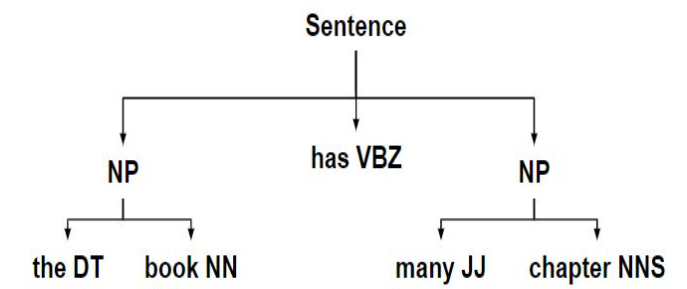 Sentence
NP
has VBZ
NP
the DT
book NN
many JJ
chapter NNS